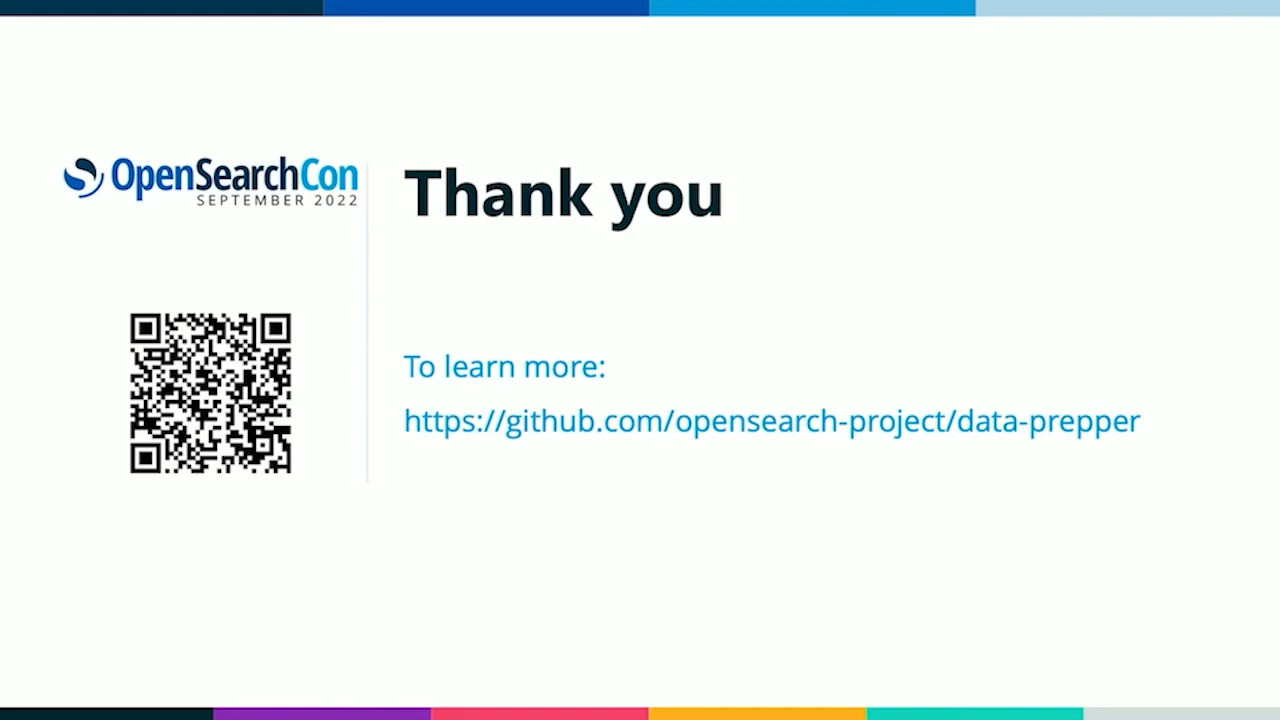 OpenSearchCon
SEPTEMBER 2022
Thank you
To learn more:
https://github.com/opensearch-project/data-prepper